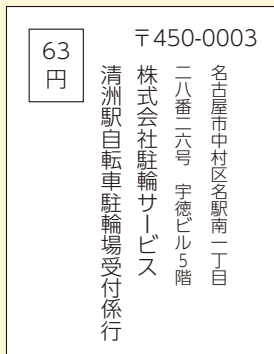 63
円
〒450-0003
名古屋市中村区名駅南一丁目
二八番二六号 宇徳ビル5階
株式会社駐輪サービス
清洲駅自転車駐輪場受付係行